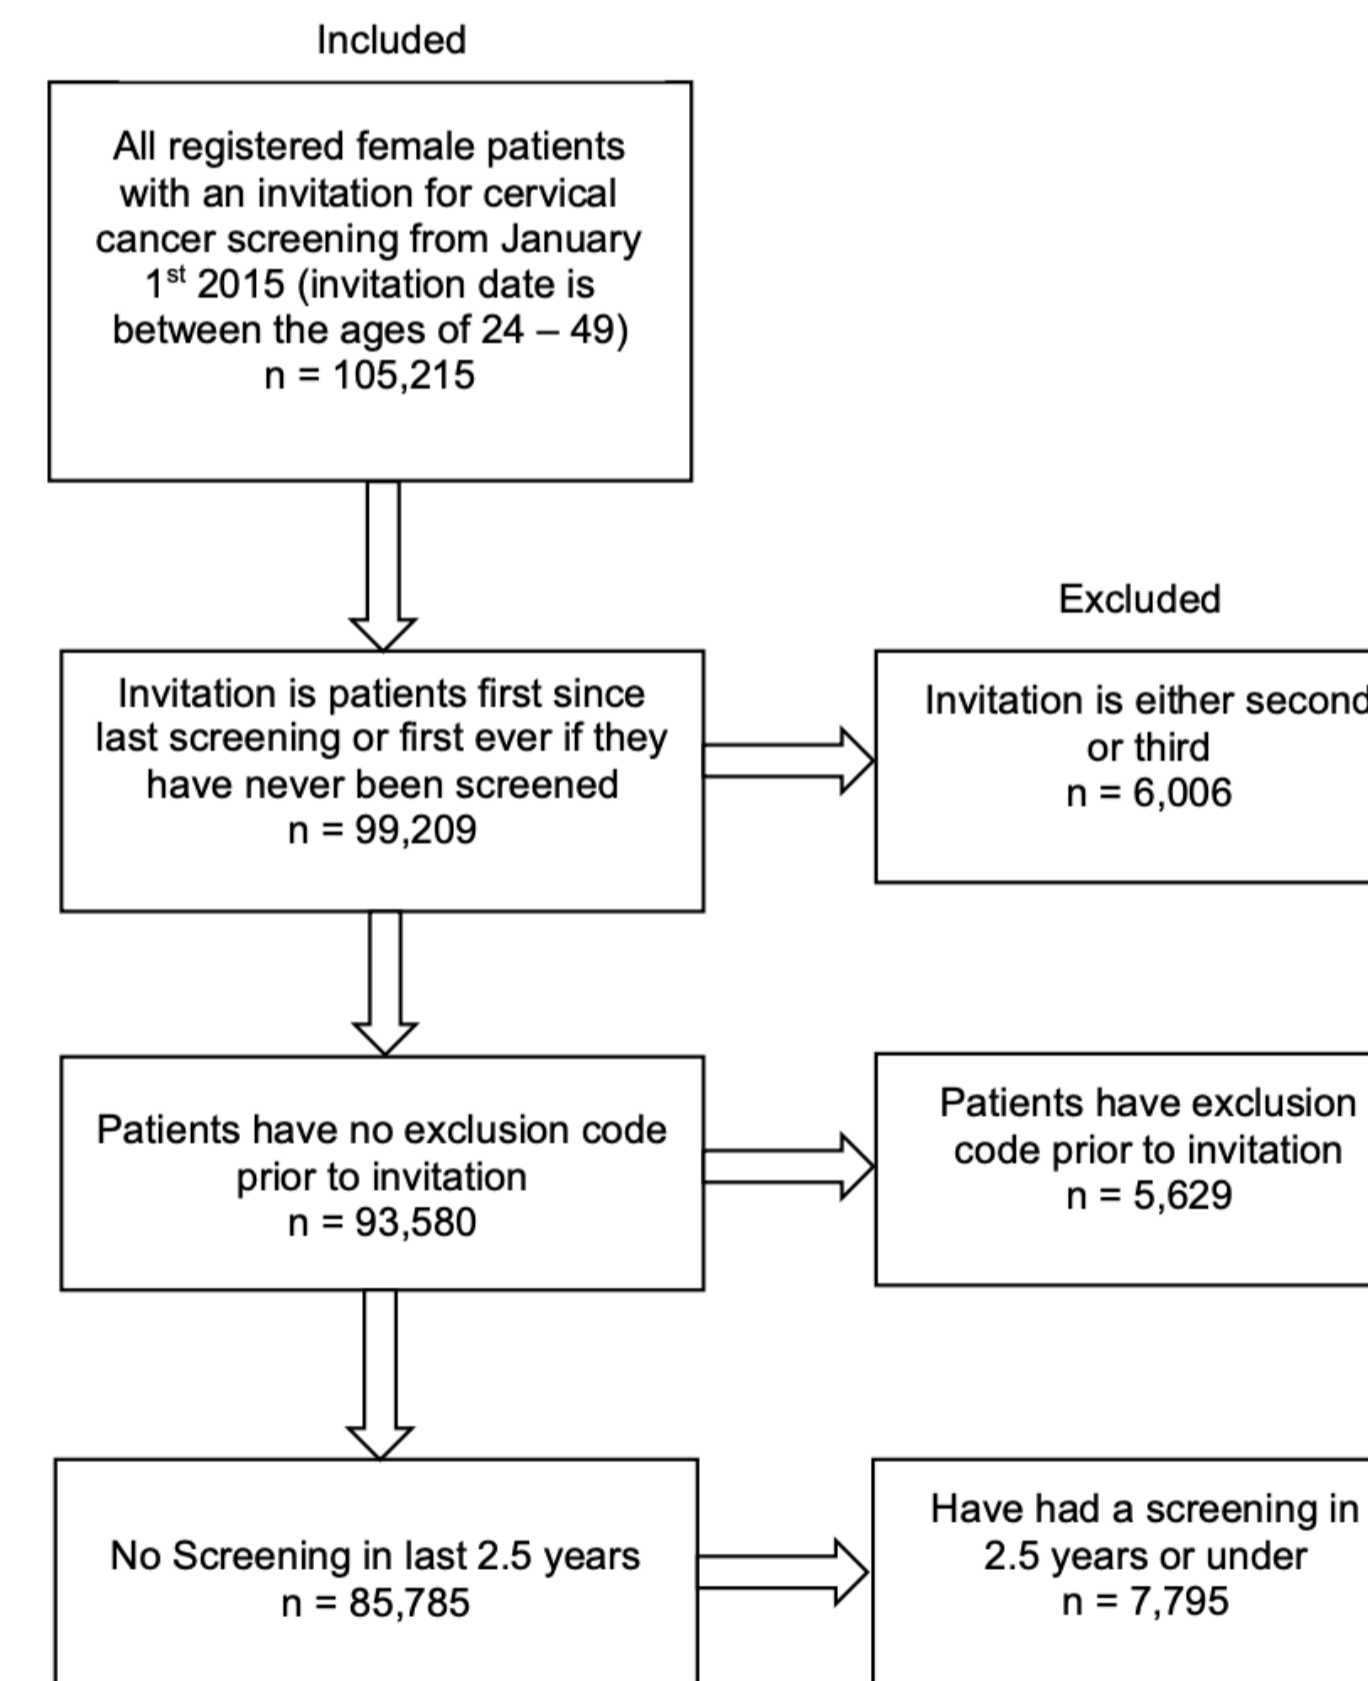 Included
All registered female patients
with an invitation for cervical
cancer screening from January
1st 2015 (invitation date is
between the ages of 24 – 49)
n = 105,215
Excluded
Invitation is patients first since
last screening or first ever if they
have never been screened
n = 99,209
Invitation is either second
or third
n = 6,006
Patients have no exclusion code
prior to invitation
n = 93,580
Patients have exclusion
code prior to invitation
n = 5,629
No Screening in last 2.5 years
n = 85,785
Have had a screening in
2.5 years or under
n = 7,795